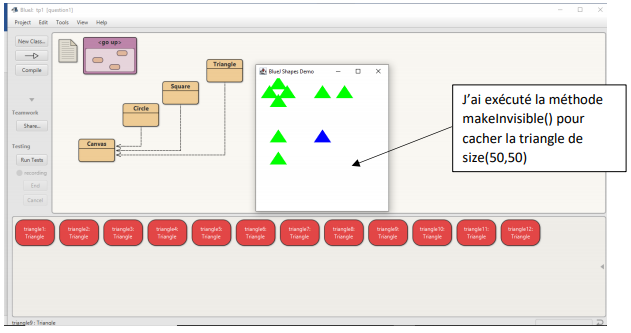 BlueJ: tp1 [question1]
Project Edit Tools View Help
New Class...
Compile
Teamwork
Share...
Testing
Run Tests
recording
End
Cancel
<go up>
Triangle
Square
Circle
Canvas
BlueJ Shapes Demo
J'ai exécuté la méthode
makeInvisible() pour
cacher la triangle de
size(50,50)
triangle1: triangle2: triangle3: triangle4: triangle5: triangle6: triangle7: triangle8: triangle9: triangle10: triangle11: triangle12:
Triangle Triangle Triangle Triangle Triangle Triangle Triangle Triangle Triangle Triangle Triangle Triangle
triangle9 : Triangle